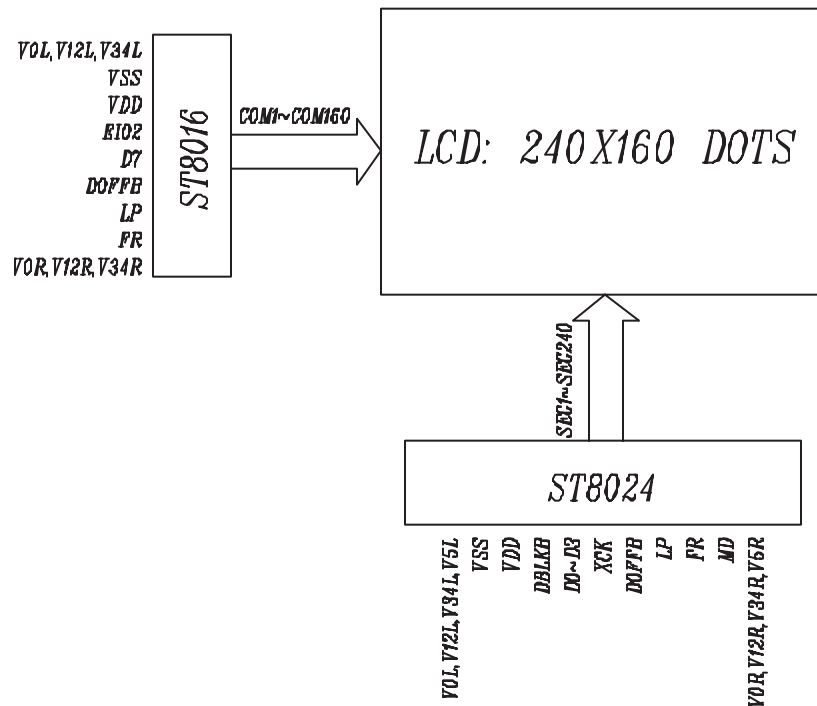 V0L,V12L,V34L
VSS
VDD
EIO2
D7
DOFFB
LP
FR
V0R,V12R,V34R
ST8016
COM1~COM160
LCD: 240X160 DOTS
SEG1~SEG240
ST8024
V0L,V12L,V34L,V5L
VSS
VDD
DBLKB
D0~D3
XCK
DOFFB
LP
FR
MD
V0R,V12R,V34R,V5R